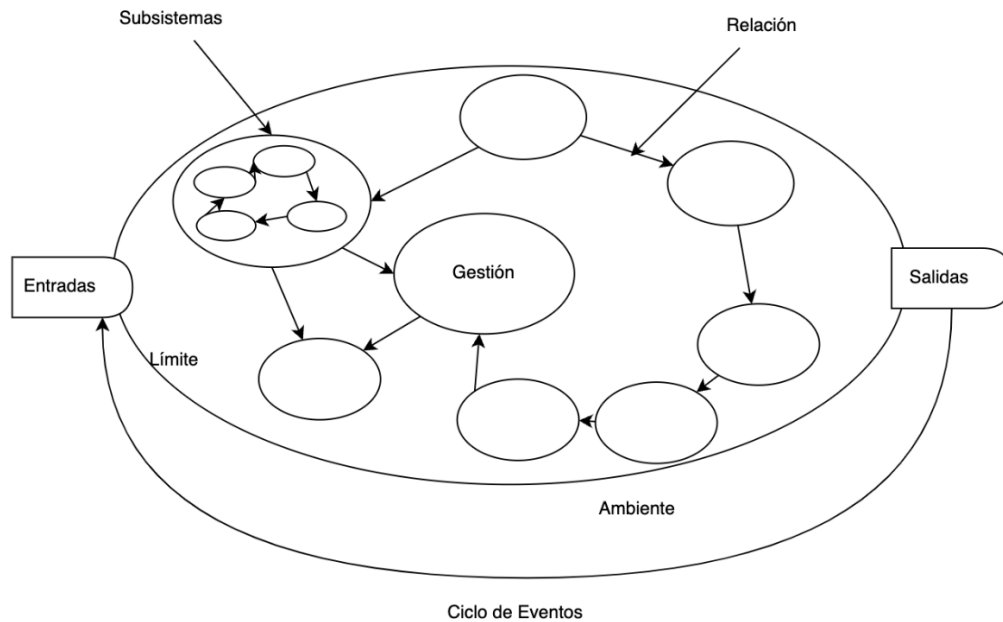 Subsistemas
Relación
Gestión
Entradas
Salidas
Límite
Ambiente
Ciclo de Eventos